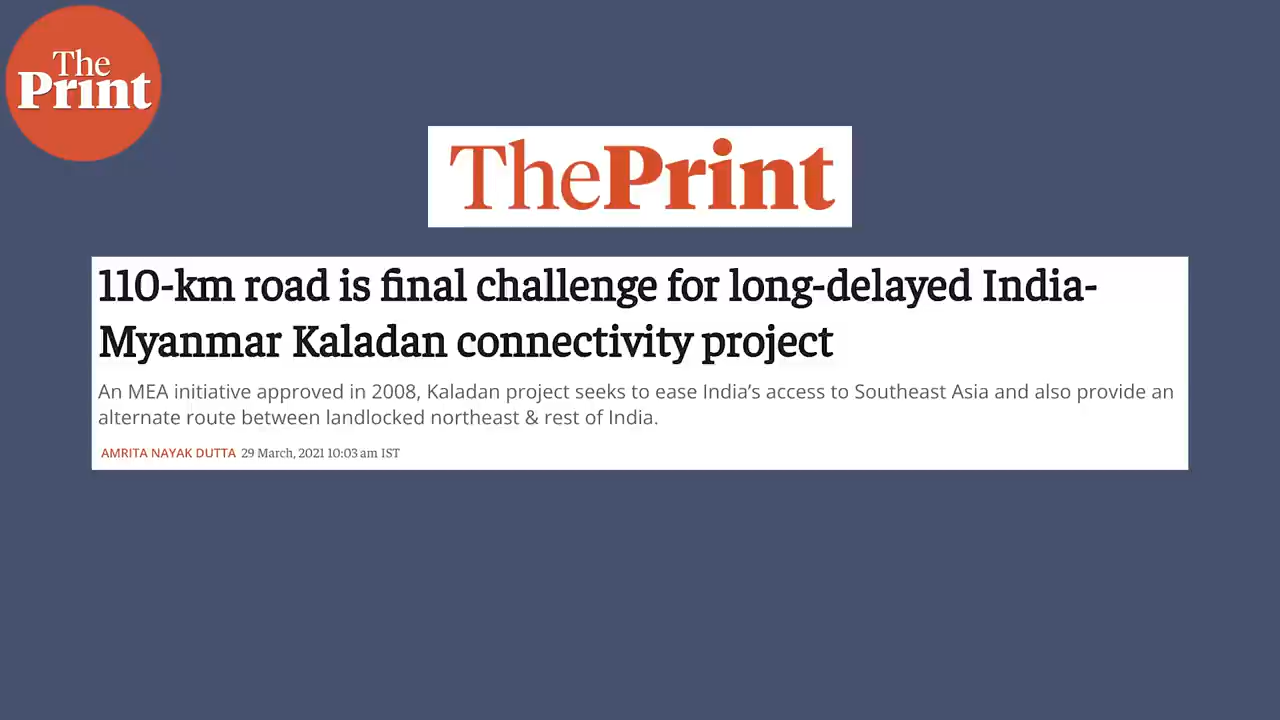 The
Print
ThePrint
110-km road is final challenge for long-delayed India-
Myanmar Kaladan connectivity project
An MEA initiative approved in 2008, Kaladan project seeks to ease India’s access to Southeast Asia and also provide an
alternate route between landlocked northeast & rest of India.
AMRITA NAYAK DUTTA 29 March, 2021 10:03 am IST